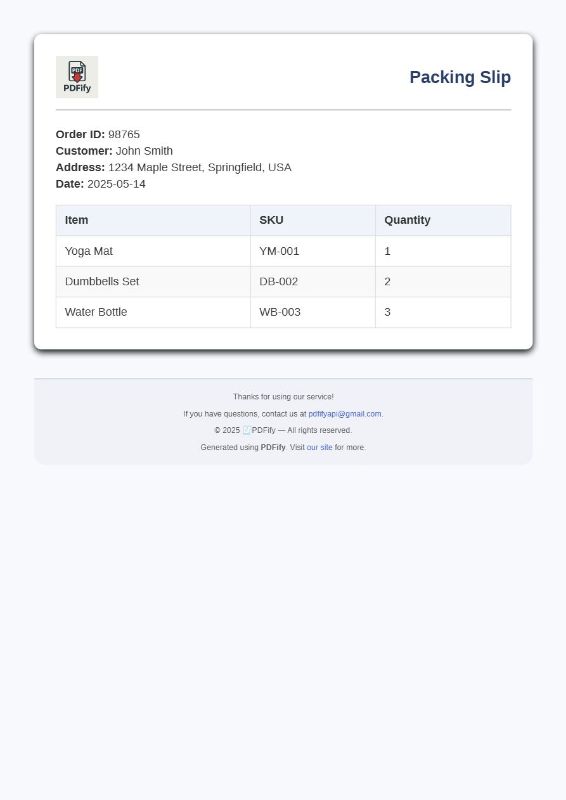 PDF
PDFify
Packing Slip
Order ID: 98765
Customer: John Smith
Address: 1234 Maple Street, Springfield, USA
Date: 2025-05-14
Item SKU Quantity
Yoga Mat YM-001 1
Dumbbells Set DB-002 2
Water Bottle WB-003 3
Thanks for using our service!
If you have questions, contact us at pdfifyapi@gmail.com.
© 2025 🧾PDFify — All rights reserved.
Generated using PDFify. Visit our site for more.